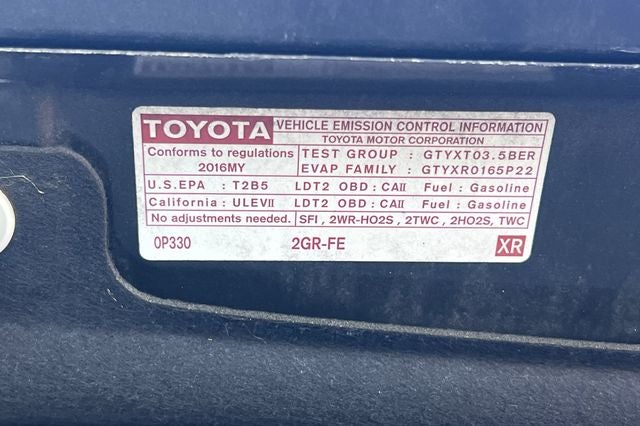 TOYOTA VEHICLE EMISSION CONTROL INFORMATION
TOYOTA MOTOR CORPORATION
Conforms to regulations
2016MY
TEST GROUP : GTYXT03.5BER
EVAP FAMILY : GTYXR0165P22
U.S.EPA : T2B5 LDT2 OBD : CAII Fuel : Gasoline
California : ULEVII LDT2 OBD : CAII Fuel : Gasoline
No adjustments needed. SFI , 2WR-HO2S , 2TWC , 2HO2S, TWC
0P330 2GR-FE XR